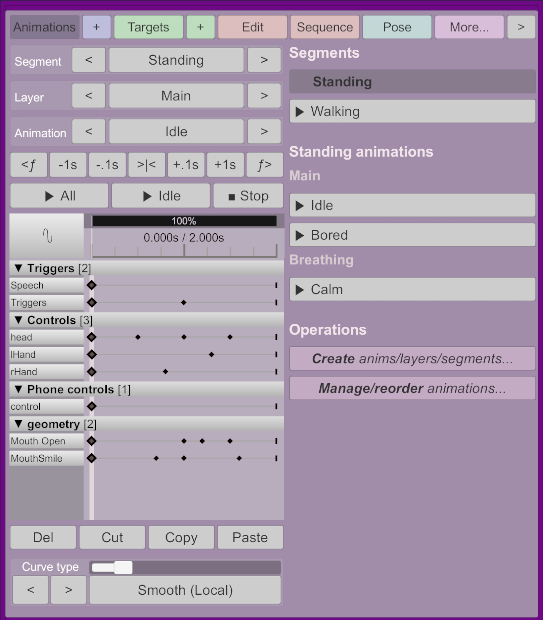 Animations + Targets + Edit Sequence Pose More... >
Segment < Standing >
Layer < Main >
Animation < Idle >
<ƒ -1s -.1s >|< +.1s +1s ƒ>
▶ All ▶ Idle ■ Stop
100%
0.000s / 2.000s
▼ Triggers [2]
Speech
Triggers
▼ Controls [3]
head
lHand
rHand
▼ Phone controls [1]
control
▼ geometry [2]
Mouth Open
MouthSmile
Del Cut Copy Paste
Curve type
< > Smooth (Local)
Segments
Standing
▶ Walking
Standing animations
Main
▶ Idle
▶ Bored
Breathing
▶ Calm
Operations
Create anims/layers/segments...
Manage/reorder animations...